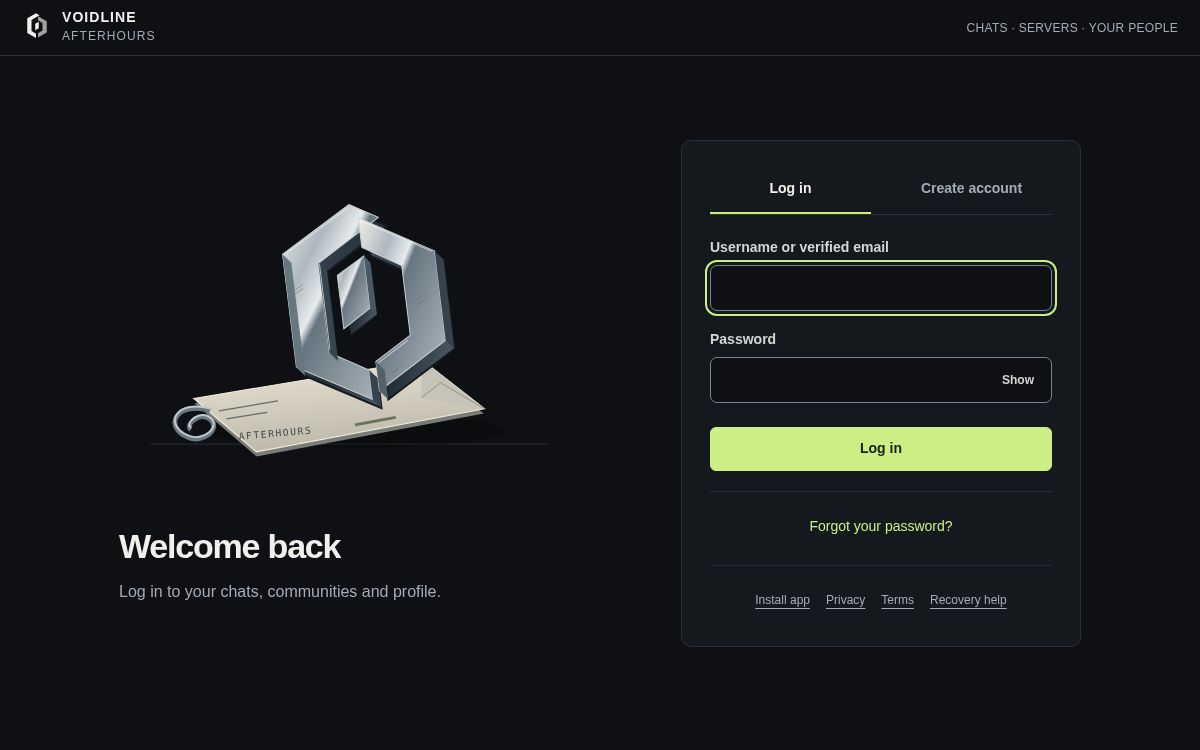 VOIDLINE
AFTERHOURS
CHATS · SERVERS · YOUR PEOPLE
AFTERHOURS
Welcome back
Log in to your chats, communities and profile.
Log in
Create account
Username or verified email
Password
Show
Log in
Forgot your password?
Install app
Privacy
Terms
Recovery help